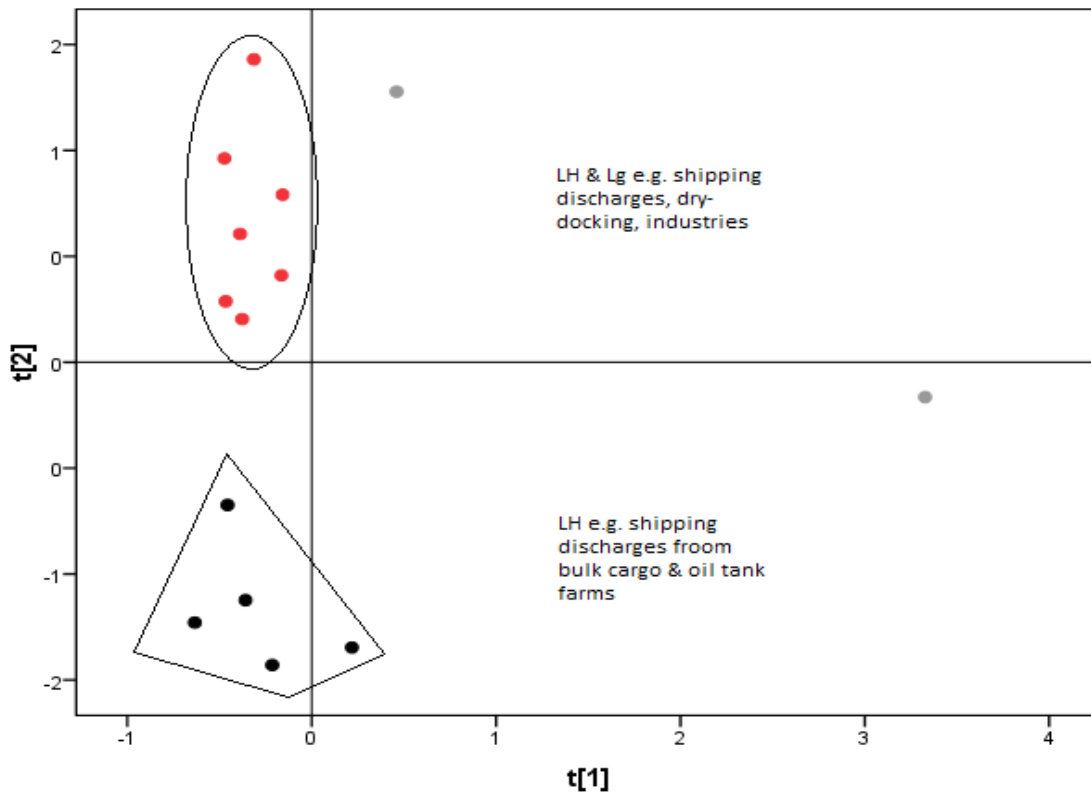 2
1
0
0
0
-1
-2
t[2]
LH & Lg e.g. shipping
discharges, dry-
docking, industries
LH e.g. shipping
discharges froom
bulk cargo & oil tank
farms
-1
0
1
2
3
4
t[1]